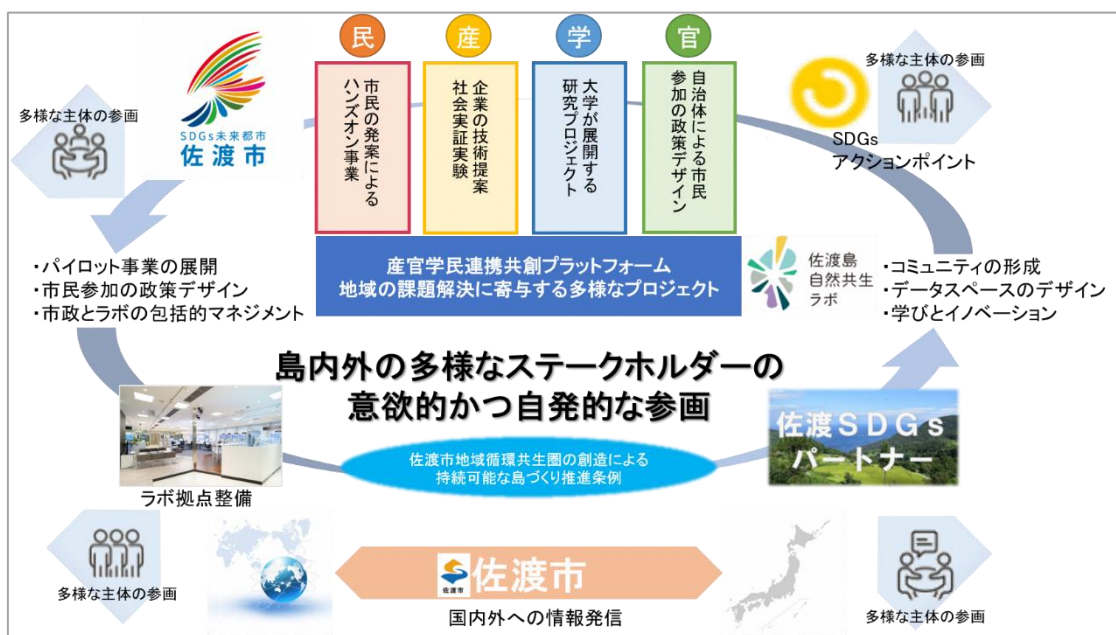 民
産
学
官
市民の発案による
ハンズオン事業
企業の技術提案
社会実証実験
大学が展開する
研究プロジェクト
自治体による市民
参加の政策デザイン
SDGs未来都市
佐渡市
多様な主体の参画
多様な主体の参画
SDGs
アクションポイント
・パイロット事業の展開
・市民参加の政策デザイン
・市政とラボの包括的マネジメント
産官学民連携共創プラットフォーム
地域の課題解決に寄与する多様なプロジェクト
佐渡島
自然共生
ラボ
・コミュニティの形成
・データスペースのデザイン
・学びとイノベーション
島内外の多様なステークホルダーの
意欲的かつ自発的な参画
ラボ拠点整備
佐渡市地域循環共生圏の創造による
持続可能な島づくり推進条例
佐渡SDGs
パートナー
多様な主体の参画
佐渡市
佐渡市
国内外への情報発信
多様な主体の参画